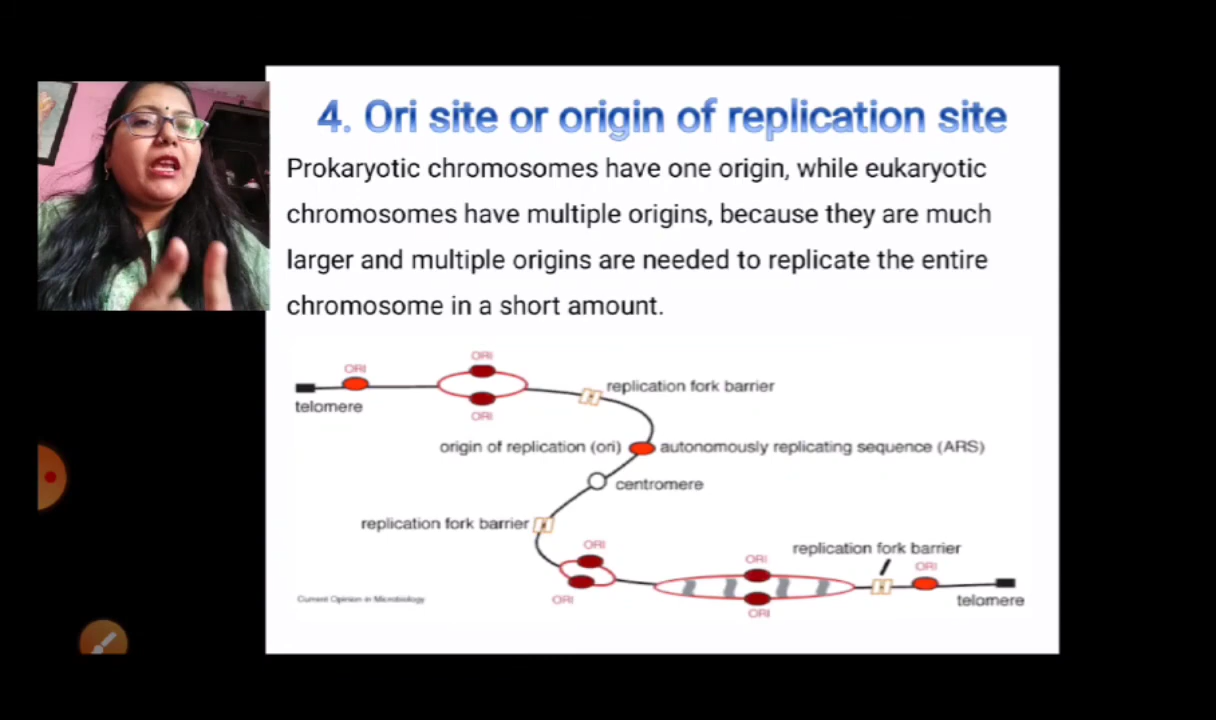 4. Ori site or origin of replication site
Prokaryotic chromosomes have one origin, while eukaryotic
chromosomes have multiple origins, because they are much
larger and multiple origins are needed to replicate the entire
chromosome in a short amount.
ORI
ORI
telomere
ORI
replication fork barrier
origin of replication (ori)
autonomously replicating sequence (ARS)
centromere
replication fork barrier
ORI
ORI
ORI
ORI
replication fork barrier
ORI
telomere
Current Opinion in Microbiology